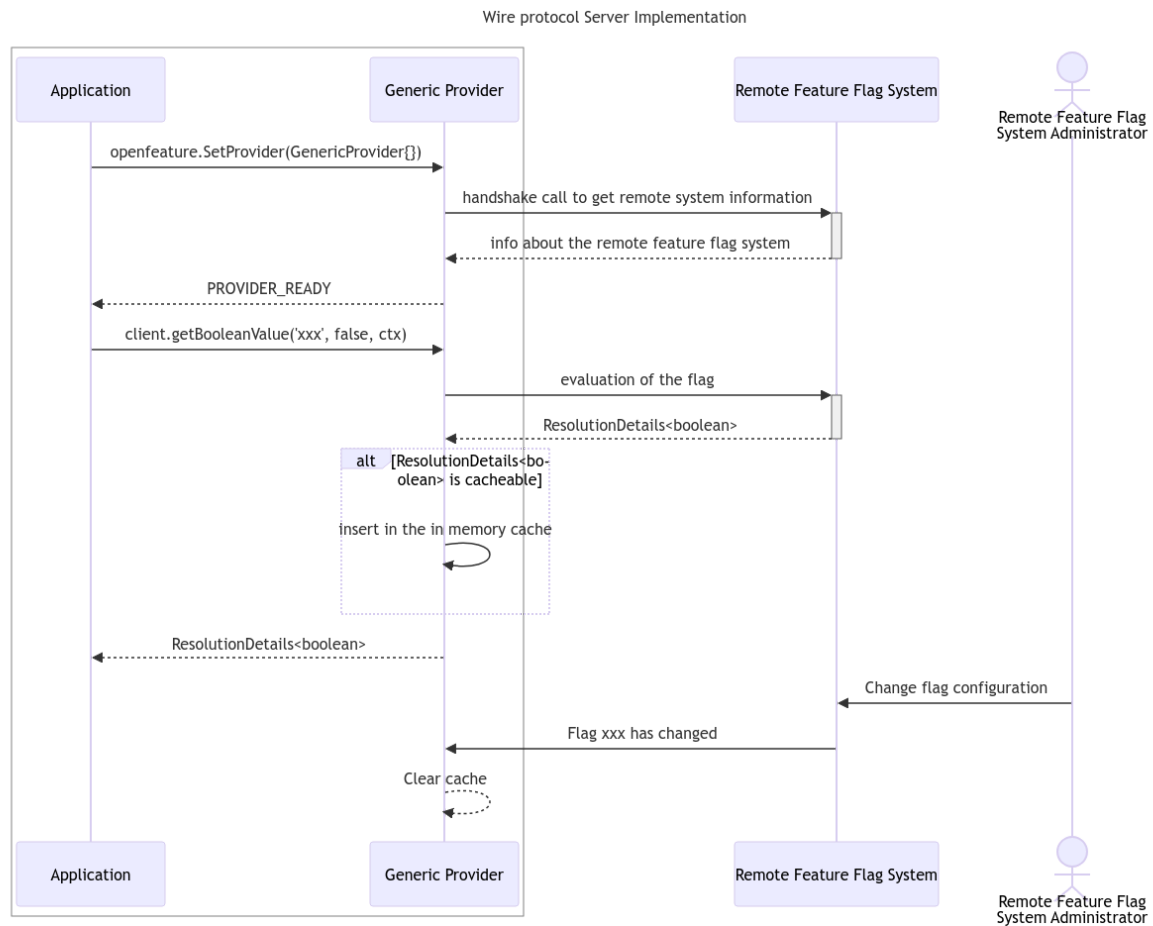 Wire protocol Server Implementation
Application
Generic Provider
Remote Feature Flag System
Remote Feature Flag
System Administrator
openfeature.SetProvider(GenericProvider{})
handshake call to get remote system information
info about the remote feature flag system
PROVIDER_READY
client.getBooleanValue('xxx', false, ctx)
evaluation of the flag
ResolutionDetails<boolean>
alt
[ResolutionDetails<bo-
olean> is cacheable]
insert in the in memory cache
ResolutionDetails<boolean>
Change flag configuration
Flag xxx has changed
Clear cache
Application
Generic Provider
Remote Feature Flag System
Remote Feature Flag
System Administrator